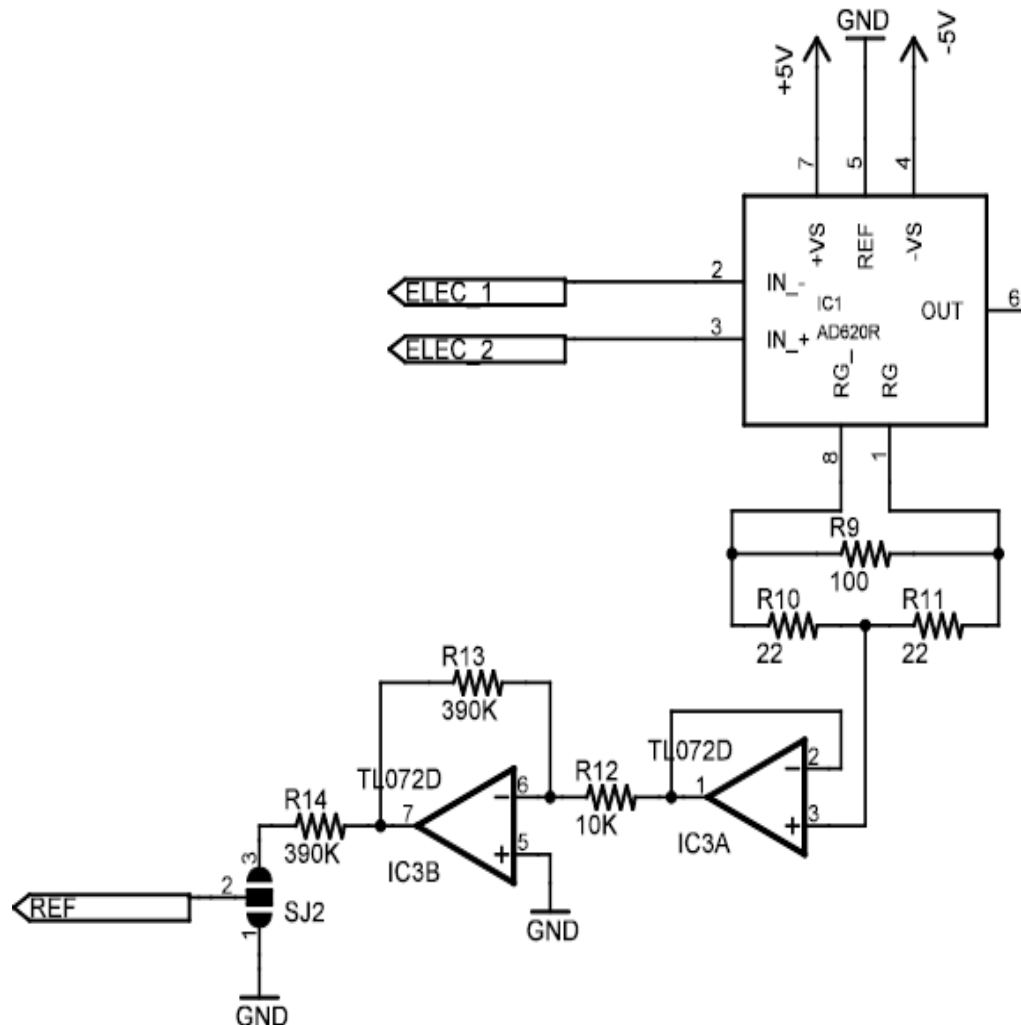 GND
+5V
-5V
7
5
4
+VS
REF
-VS
2
ELEC_1
IN_-
IC1
OUT
6
3
ELEC_2
IN_+
AD620R
RG_
RG
8
1
R9
100
R10
R11
22
22
R13
390K
TL072D
TL072D
R12
2
6
1
R14
7
10K
3
390K
5
IC3A
3
IC3B
2
REF
SJ2
1
GND
GND